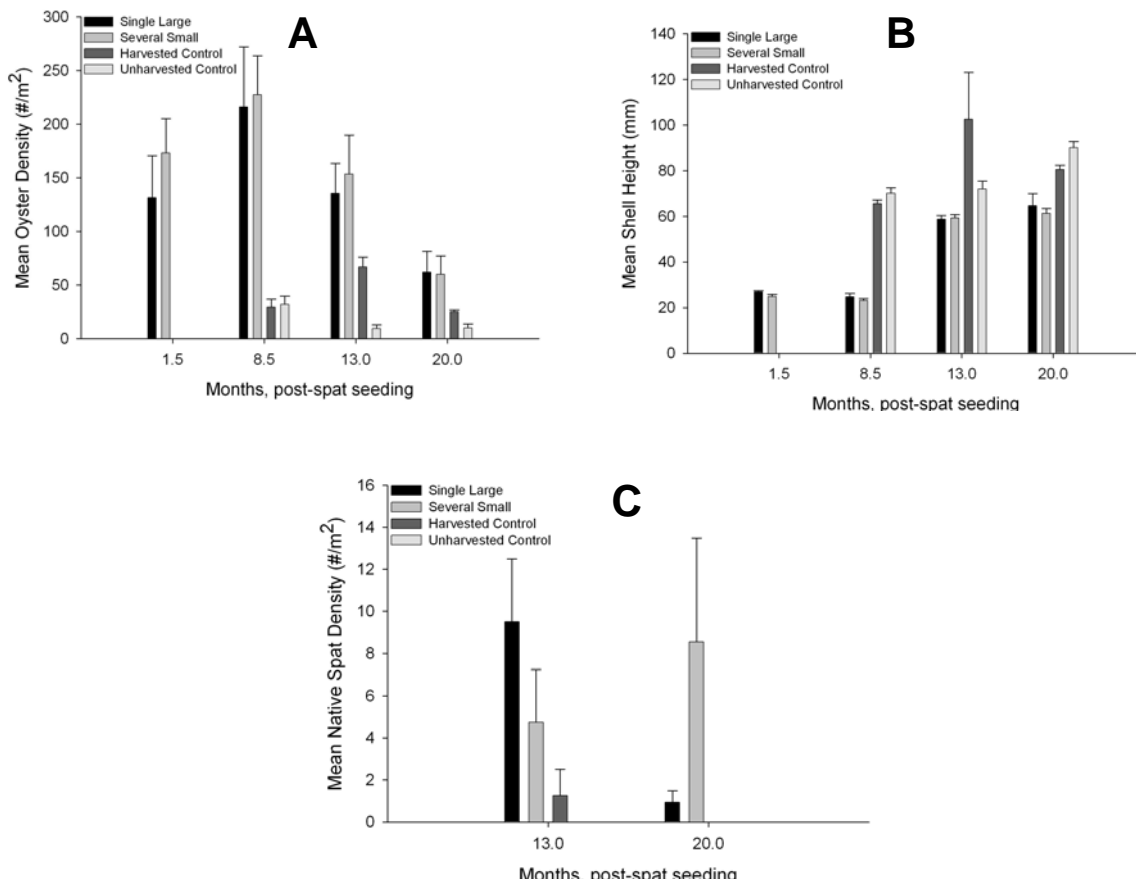 A
Single Large
Several Small
Harvested Control
Unharvested Control
Mean Oyster Density (#/m²)
300
250
200
150
100
50
0
1.5 8.5 13.0 20.0
Months, post-spat seeding
B
Single Large
Several Small
Harvested Control
Unharvested Control
Mean Shell Height (mm)
140
120
100
80
60
40
20
0
1.5 8.5 13.0 20.0
Months, post-spat seeding
C
Single Large
Several Small
Harvested Control
Unharvested Control
Mean Native Spat Density (#/m²)
16
14
12
10
8
6
4
2
0
13.0 20.0
Months, post-spat seeding